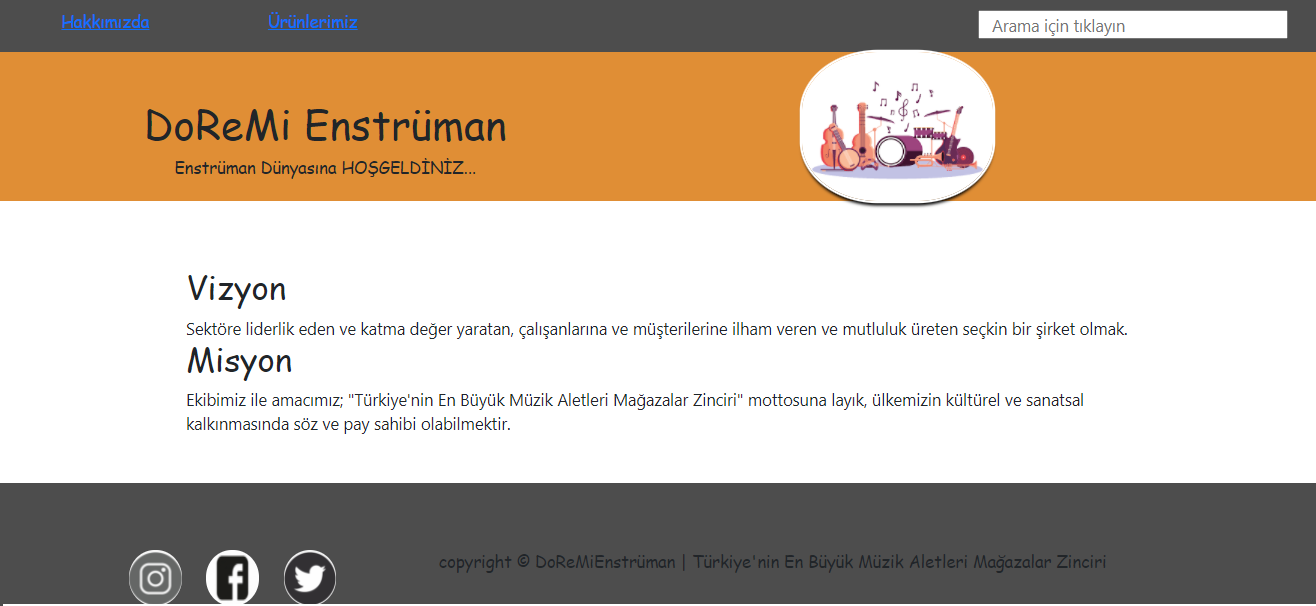 Hakkımızda
Ürünlerimiz
Arama için tıklayın
DoReMi Enstrüman
Enstrüman Dünyasına HOŞGELDİNİZ...
Vizyon
Sektöre liderlik eden ve katma değer yaratan, çalışanlarına ve müşterilerine ilham veren ve mutluluk üreten seçkin bir şirket olmak.
Misyon
Ekibimiz ile amacımız; "Türkiye'nin En Büyük Müzik Aletleri Mağazalar Zinciri" mottosuna layık, ülkemizin kültürel ve sanatsal
kalkınmasında söz ve pay sahibi olabilmektir.
copyright © DoReMiEnstrüman | Türkiye'nin En Büyük Müzik Aletleri Mağazalar Zinciri